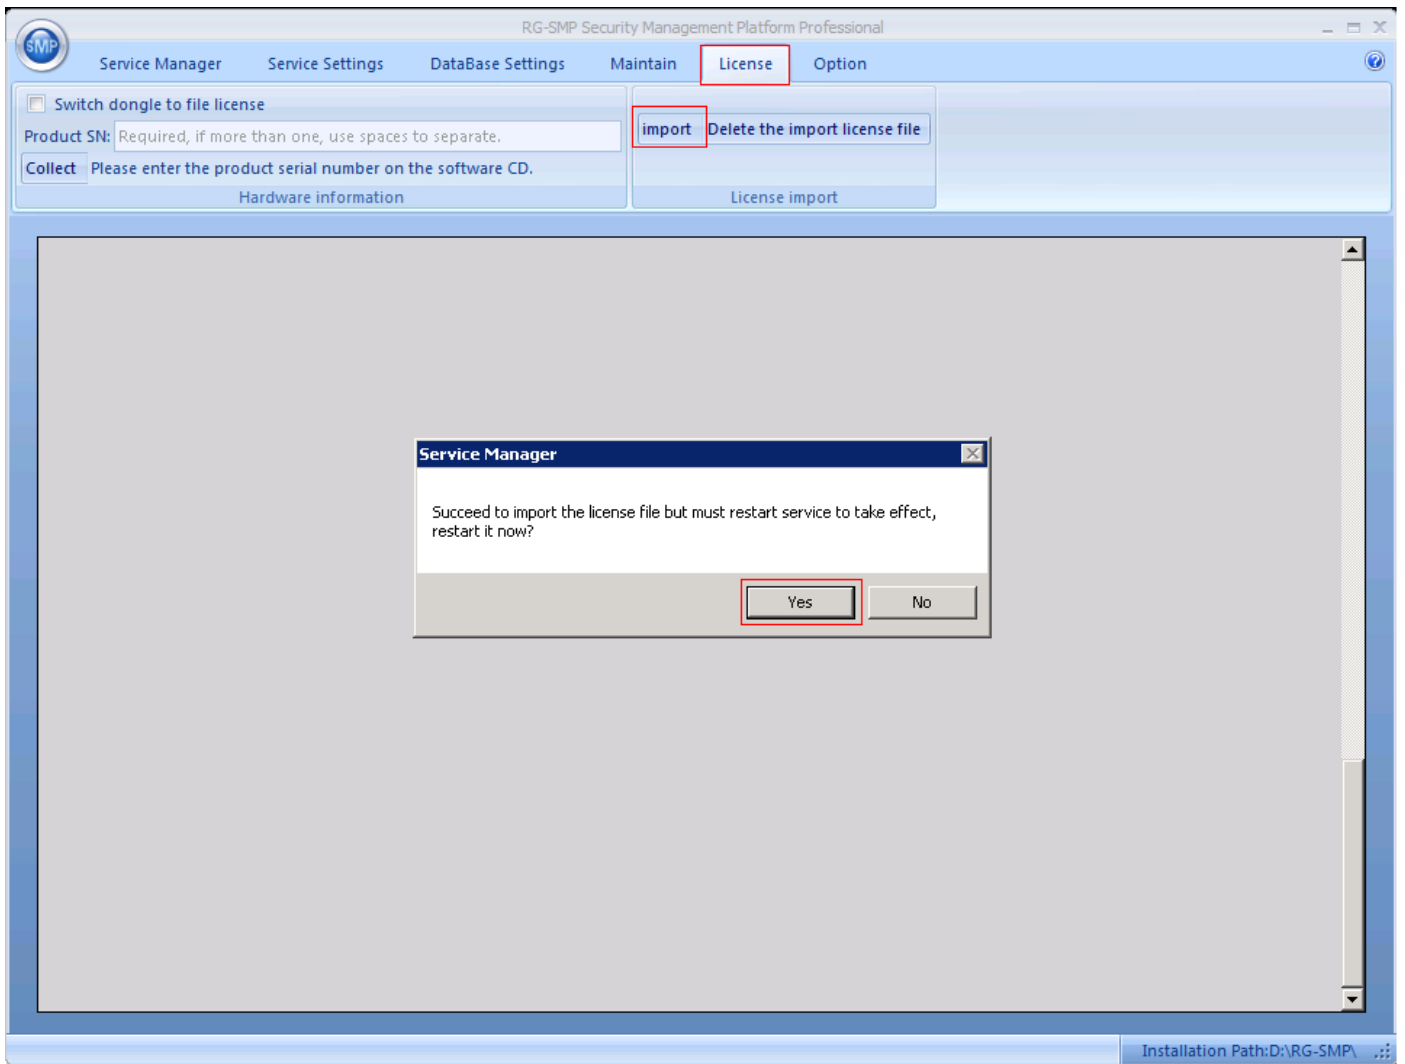 RG-SMP Security Management Platform Professional
SMP
Service Manager Service Settings DataBase Settings Maintain License Option
Switch dongle to file license
Product SN: Required, if more than one, use spaces to separate.
Collect Please enter the product serial number on the software CD.
Hardware information
import Delete the import license file
License import
Service Manager
Succeed to import the license file but must restart service to take effect,
restart it now?
Yes No
Installation Path:D:\RG-SMP\